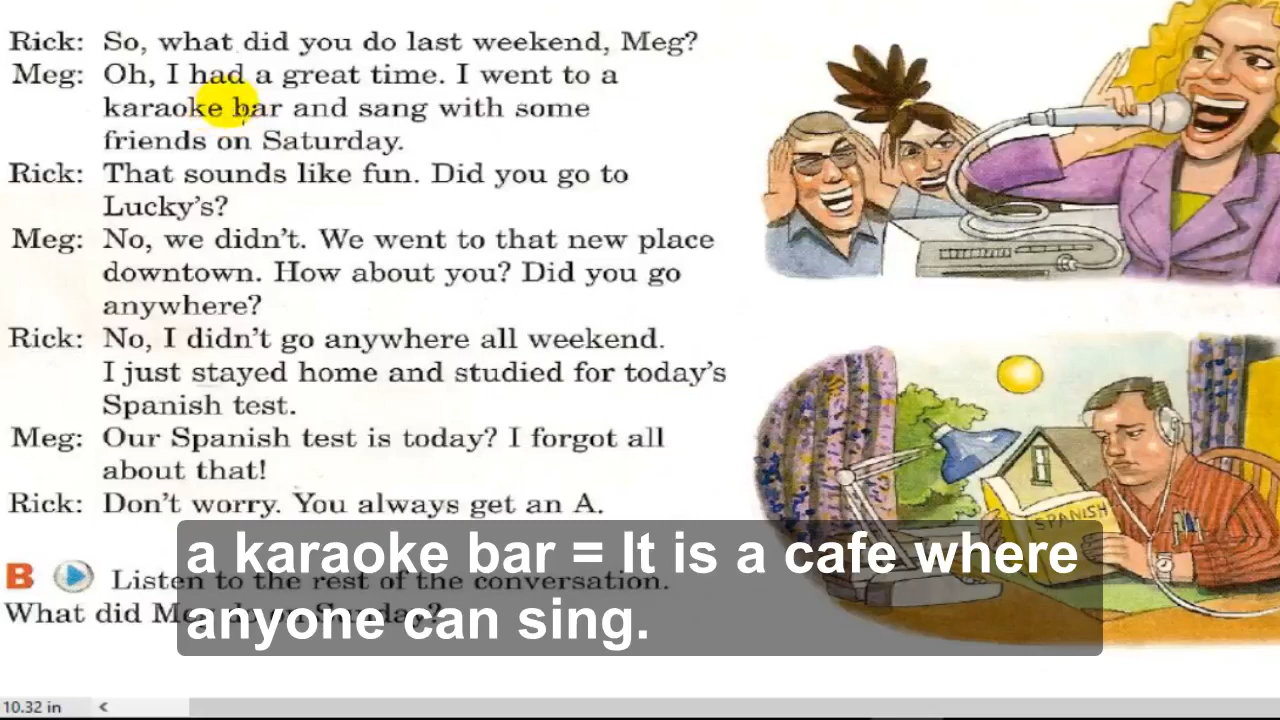 Rick: So, what did you do last weekend, Meg?
Meg: Oh, I had a great time. I went to a
karaoke bar and sang with some
friends on Saturday.
Rick: That sounds like fun. Did you go to
Lucky's?
Meg: No, we didn't. We went to that new place
downtown. How about you? Did you go
anywhere?
Rick: No, I didn't go anywhere all weekend.
I just stayed home and studied for today's
Spanish test.
Meg: Our Spanish test is today? I forgot all
about that!
Rick: Don't worry. You always get an A.
SPANISH
B Listen to the rest of the conversation.
What did Meg do on Sunday?
a karaoke bar = It is a cafe where
anyone can sing.
10.32 in <